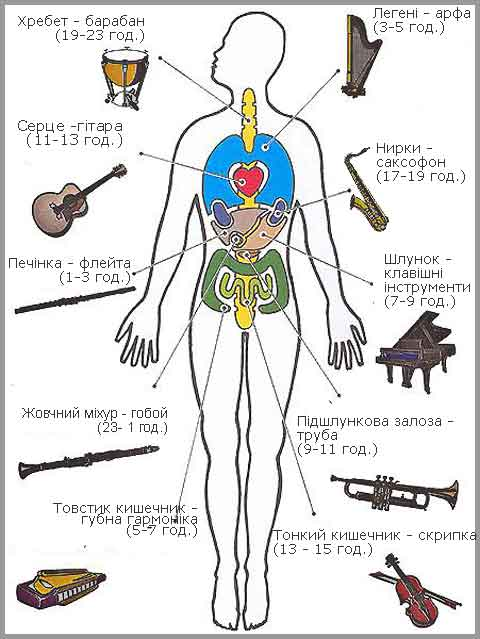 Хребет – барабан
(19-23 год.)
Легені – арфа
(3-5 год.)
Серце –гітара
(11-13 год.)
Нирки –
саксофон
(17-19 год.)
Печінка – флейта
(1-3 год.)
Шлунок –
клавішні
інструменти
(7-9 год.)
Жовчний міхур - гобой
(23- 1 год.)
Підшлункова залоза –
труба
(9-11 год.)
Товстик кишечник –
губна гармоніка
(5-7 год.)
Тонкий кишечник – скрипка
(13 - 15 год.)